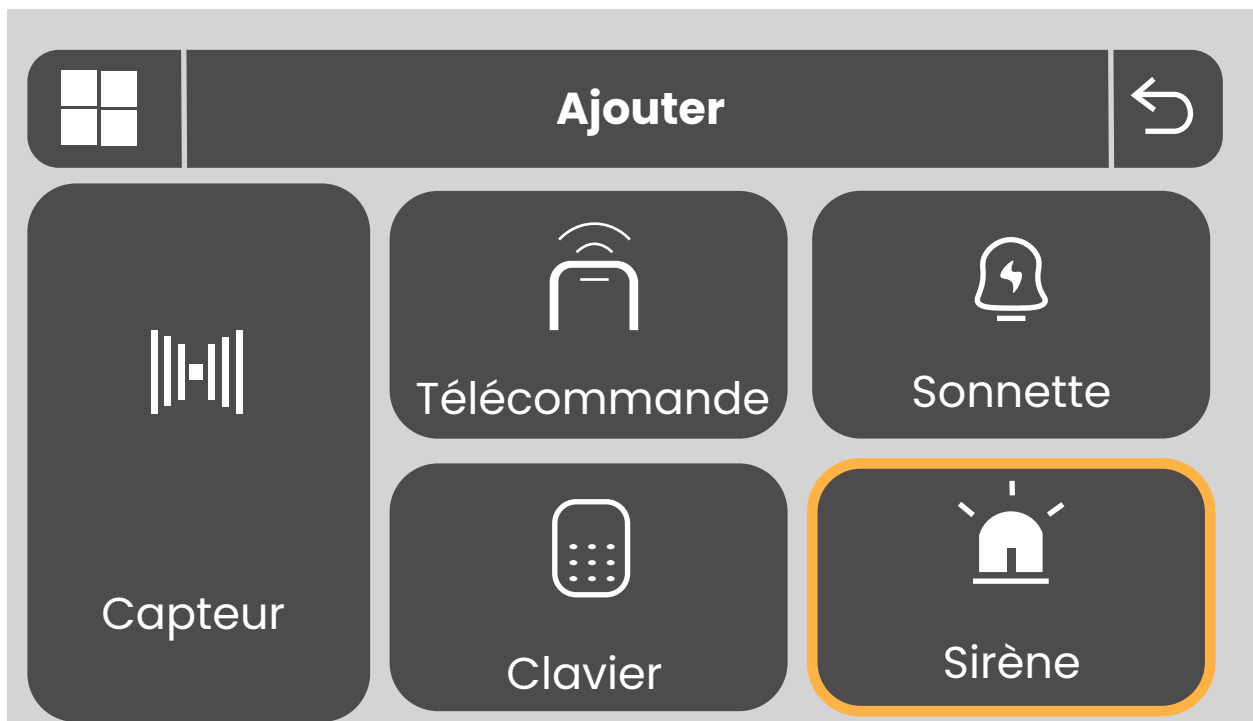 Ajouter
Télécommande
Sonnette
Capteur
Clavier
Sirène